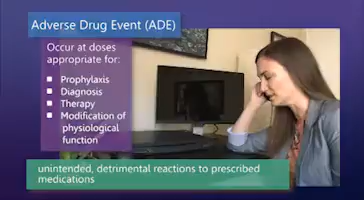 Adverse Drug Event (ADE)
Occur at doses
appropriate for:
Prophylaxis
Diagnosis
Therapy
Modification of
physiological
function
unintended, detrimental reactions to prescribed
medications